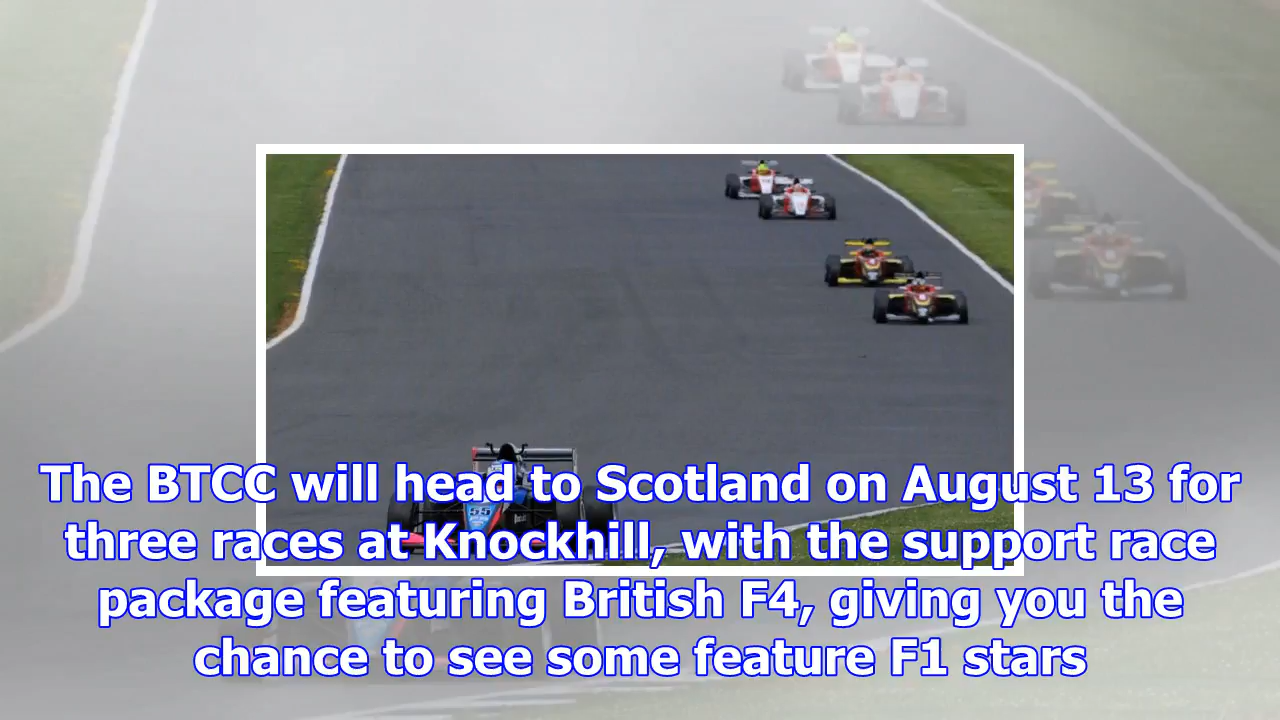 The BTCC will head to Scotland on August 13 for
three races at Knockhill, with the support race
package featuring British F4, giving you the
chance to see some feature F1 stars
55